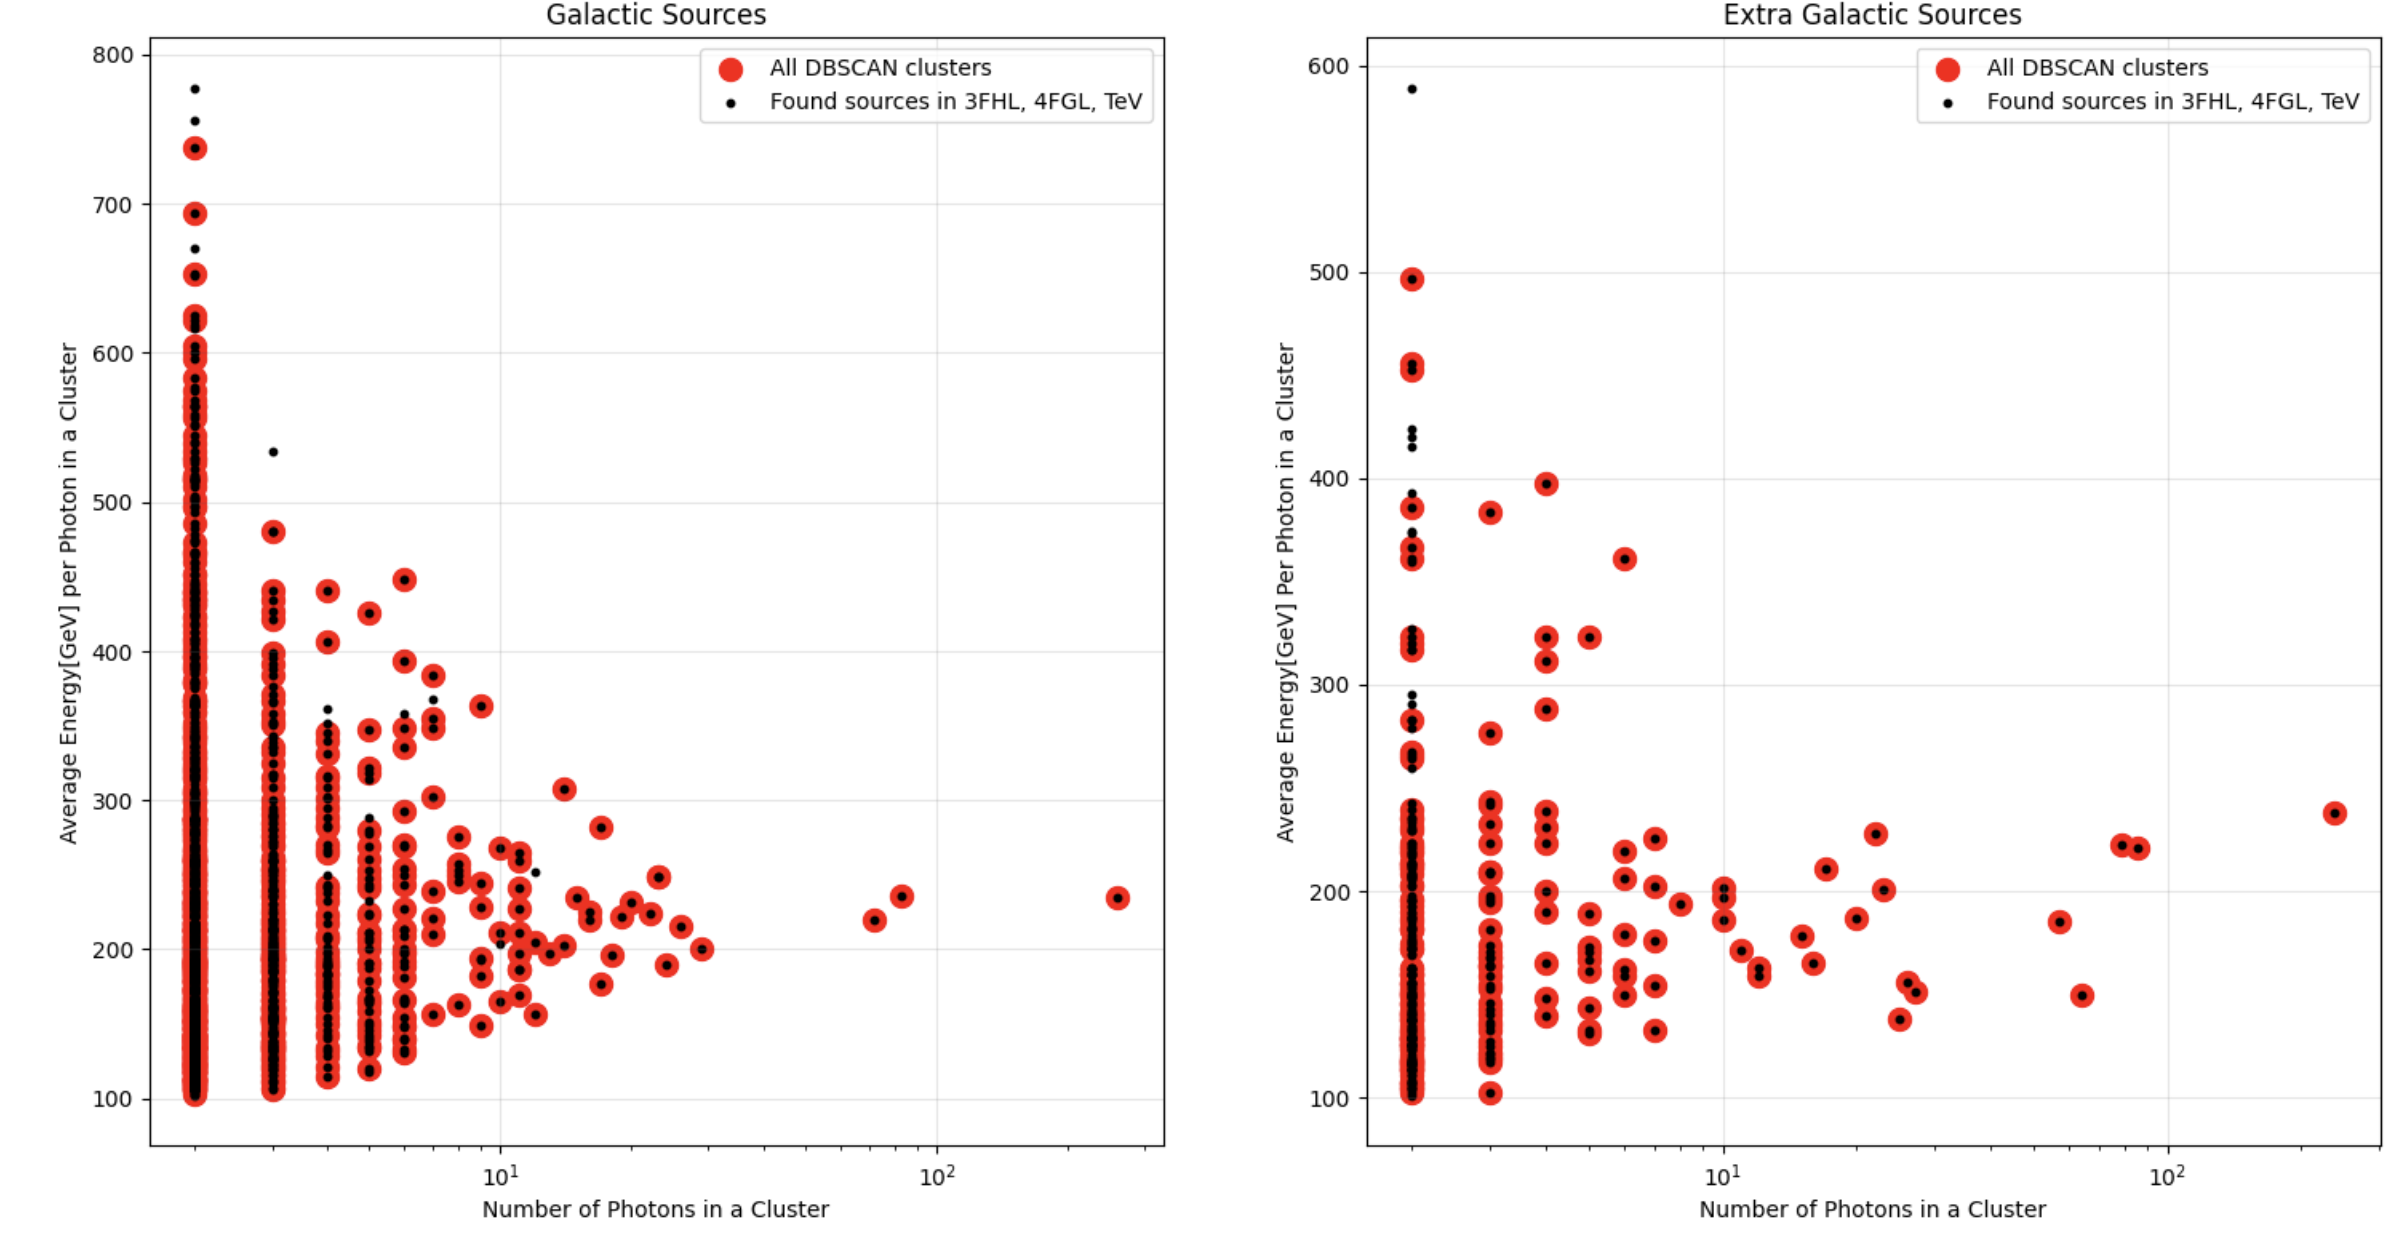 Galactic Sources
800
700
600
500
400
300
200
100
Average Energy[GeV] per Photon in a Cluster
All DBSCAN clusters
Found sources in 3FHL, 4FGL, TeV
10¹
10²
Number of Photons in a Cluster
Extra Galactic Sources
600
500
400
300
200
100
Average Energy[GeV] Per Photon in a Cluster
All DBSCAN clusters
Found sources in 3FHL, 4FGL, TeV
10¹
10²
Number of Photons in a Cluster